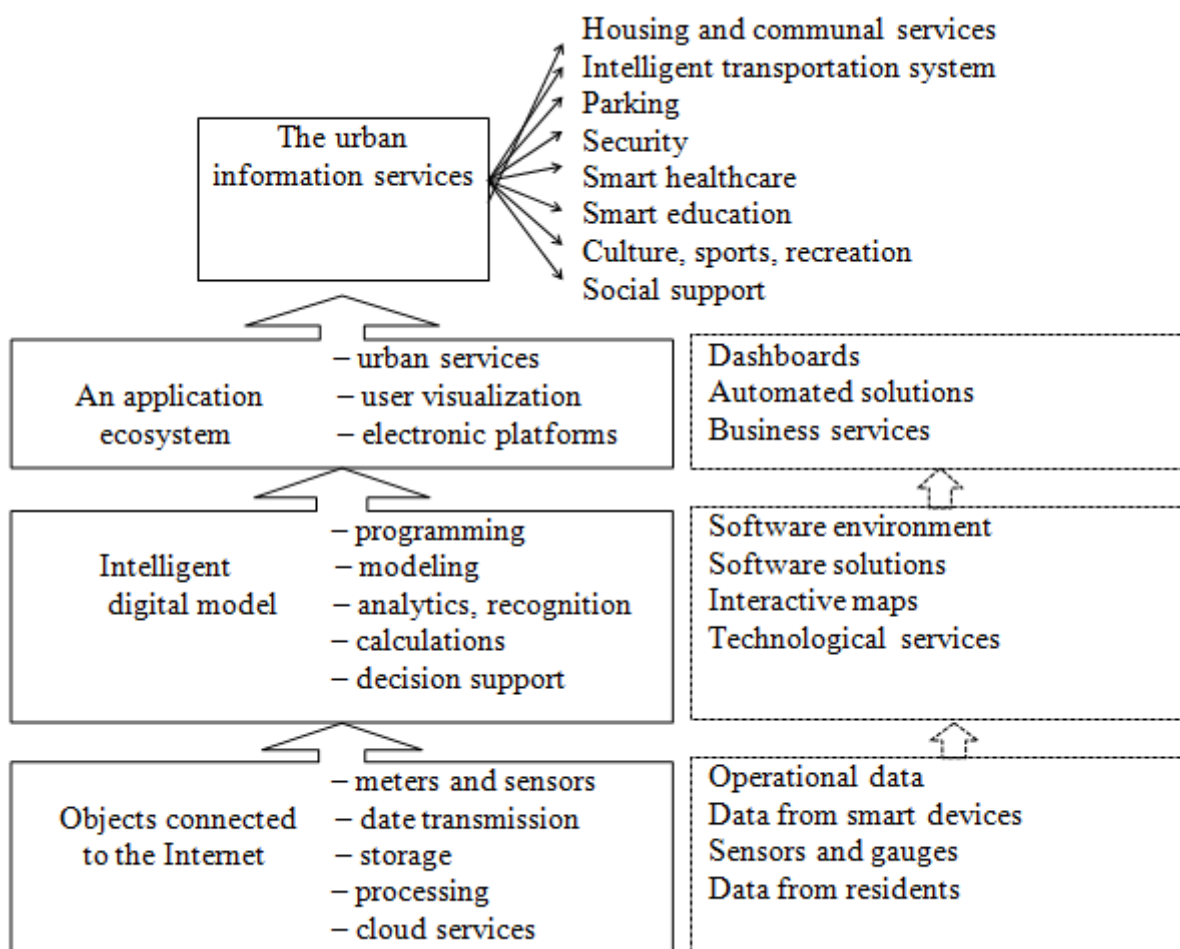 Housing and communal services
Intelligent transportation system
Parking
Security
Smart healthcare
Smart education
Culture, sports, recreation
Social support
The urban
information services
An application
ecosystem
– urban services
– user visualization
– electronic platforms
Dashboards
Automated solutions
Business services
Intelligent
digital model
– programming
– modeling
– analytics, recognition
– calculations
– decision support
Software environment
Software solutions
Interactive maps
Technological services
Objects connected
to the Internet
– meters and sensors
– date transmission
– storage
– processing
– cloud services
Operational data
Data from smart devices
Sensors and gauges
Data from residents